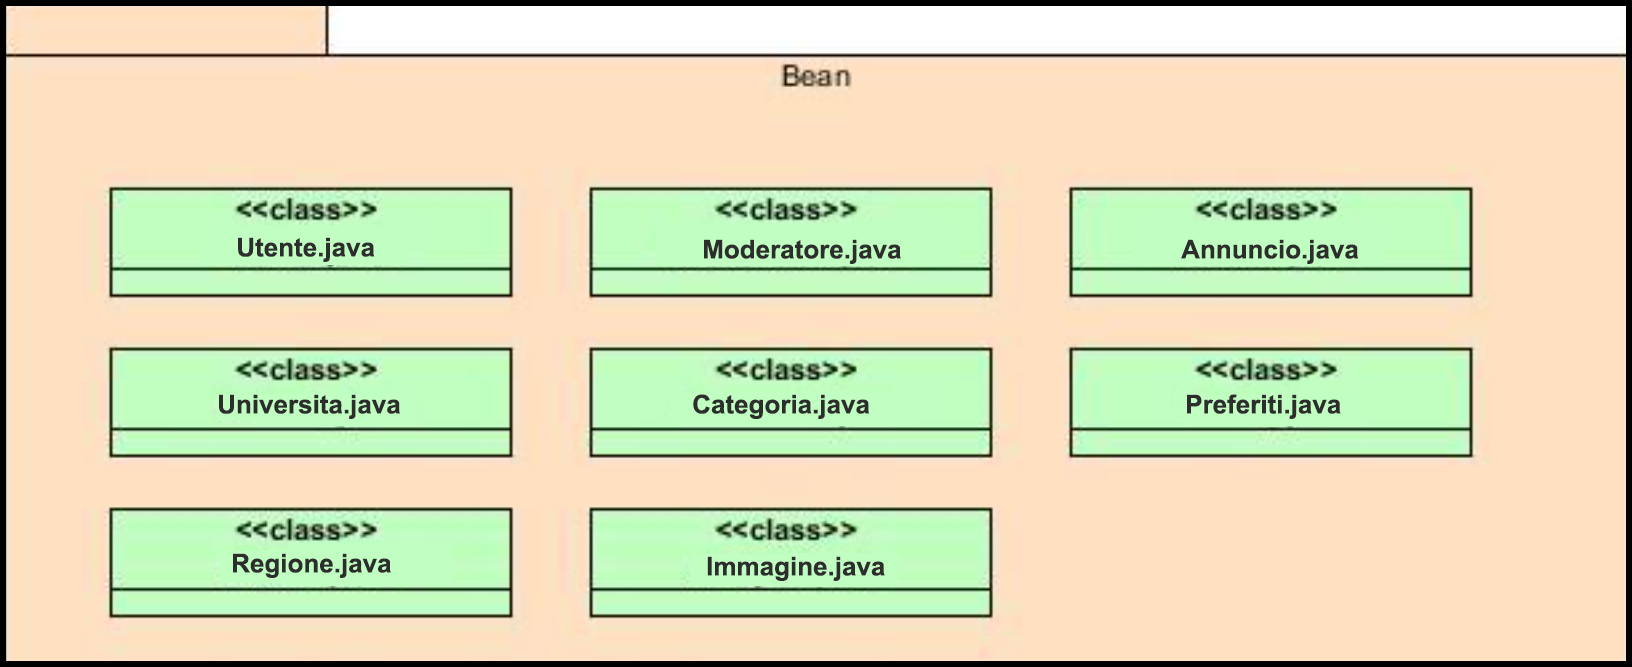 Bean
<<class>>
Utente.java
<<class>>
Moderatore.java
<<class>>
Annuncio.java
<<class>>
Universita.java
<<class>>
Categoria.java
<<class>>
Preferiti.java
<<class>>
Regione.java
<<class>>
Immagine.java